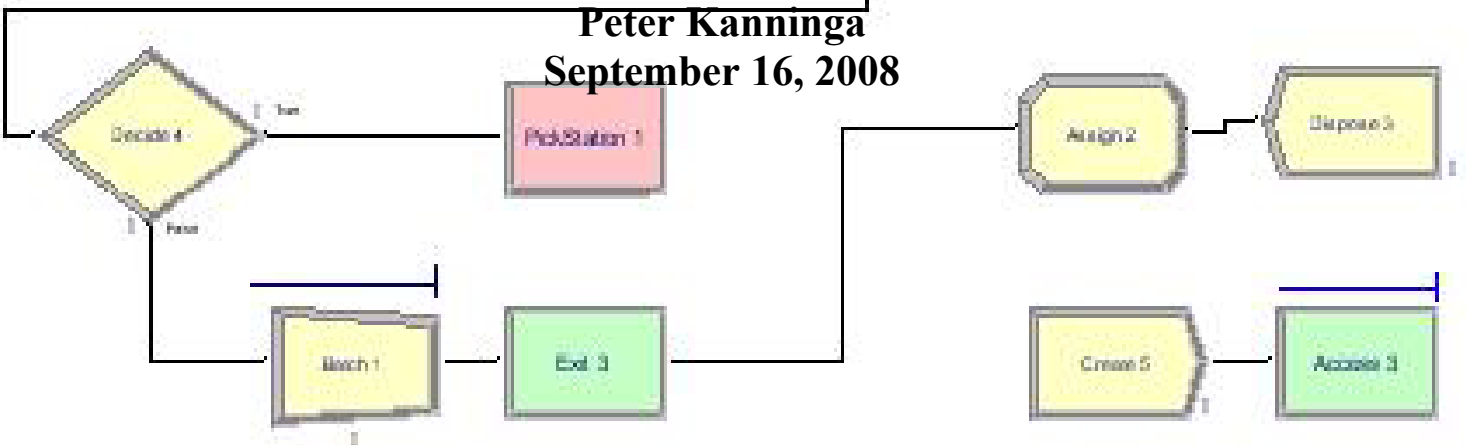 Peter Kanninga
September 16, 2008
True
Decide 4
PickStation 1
Assign 2
Dispose 3
False
Batch 1
Exit 3
Create 5
Access 3